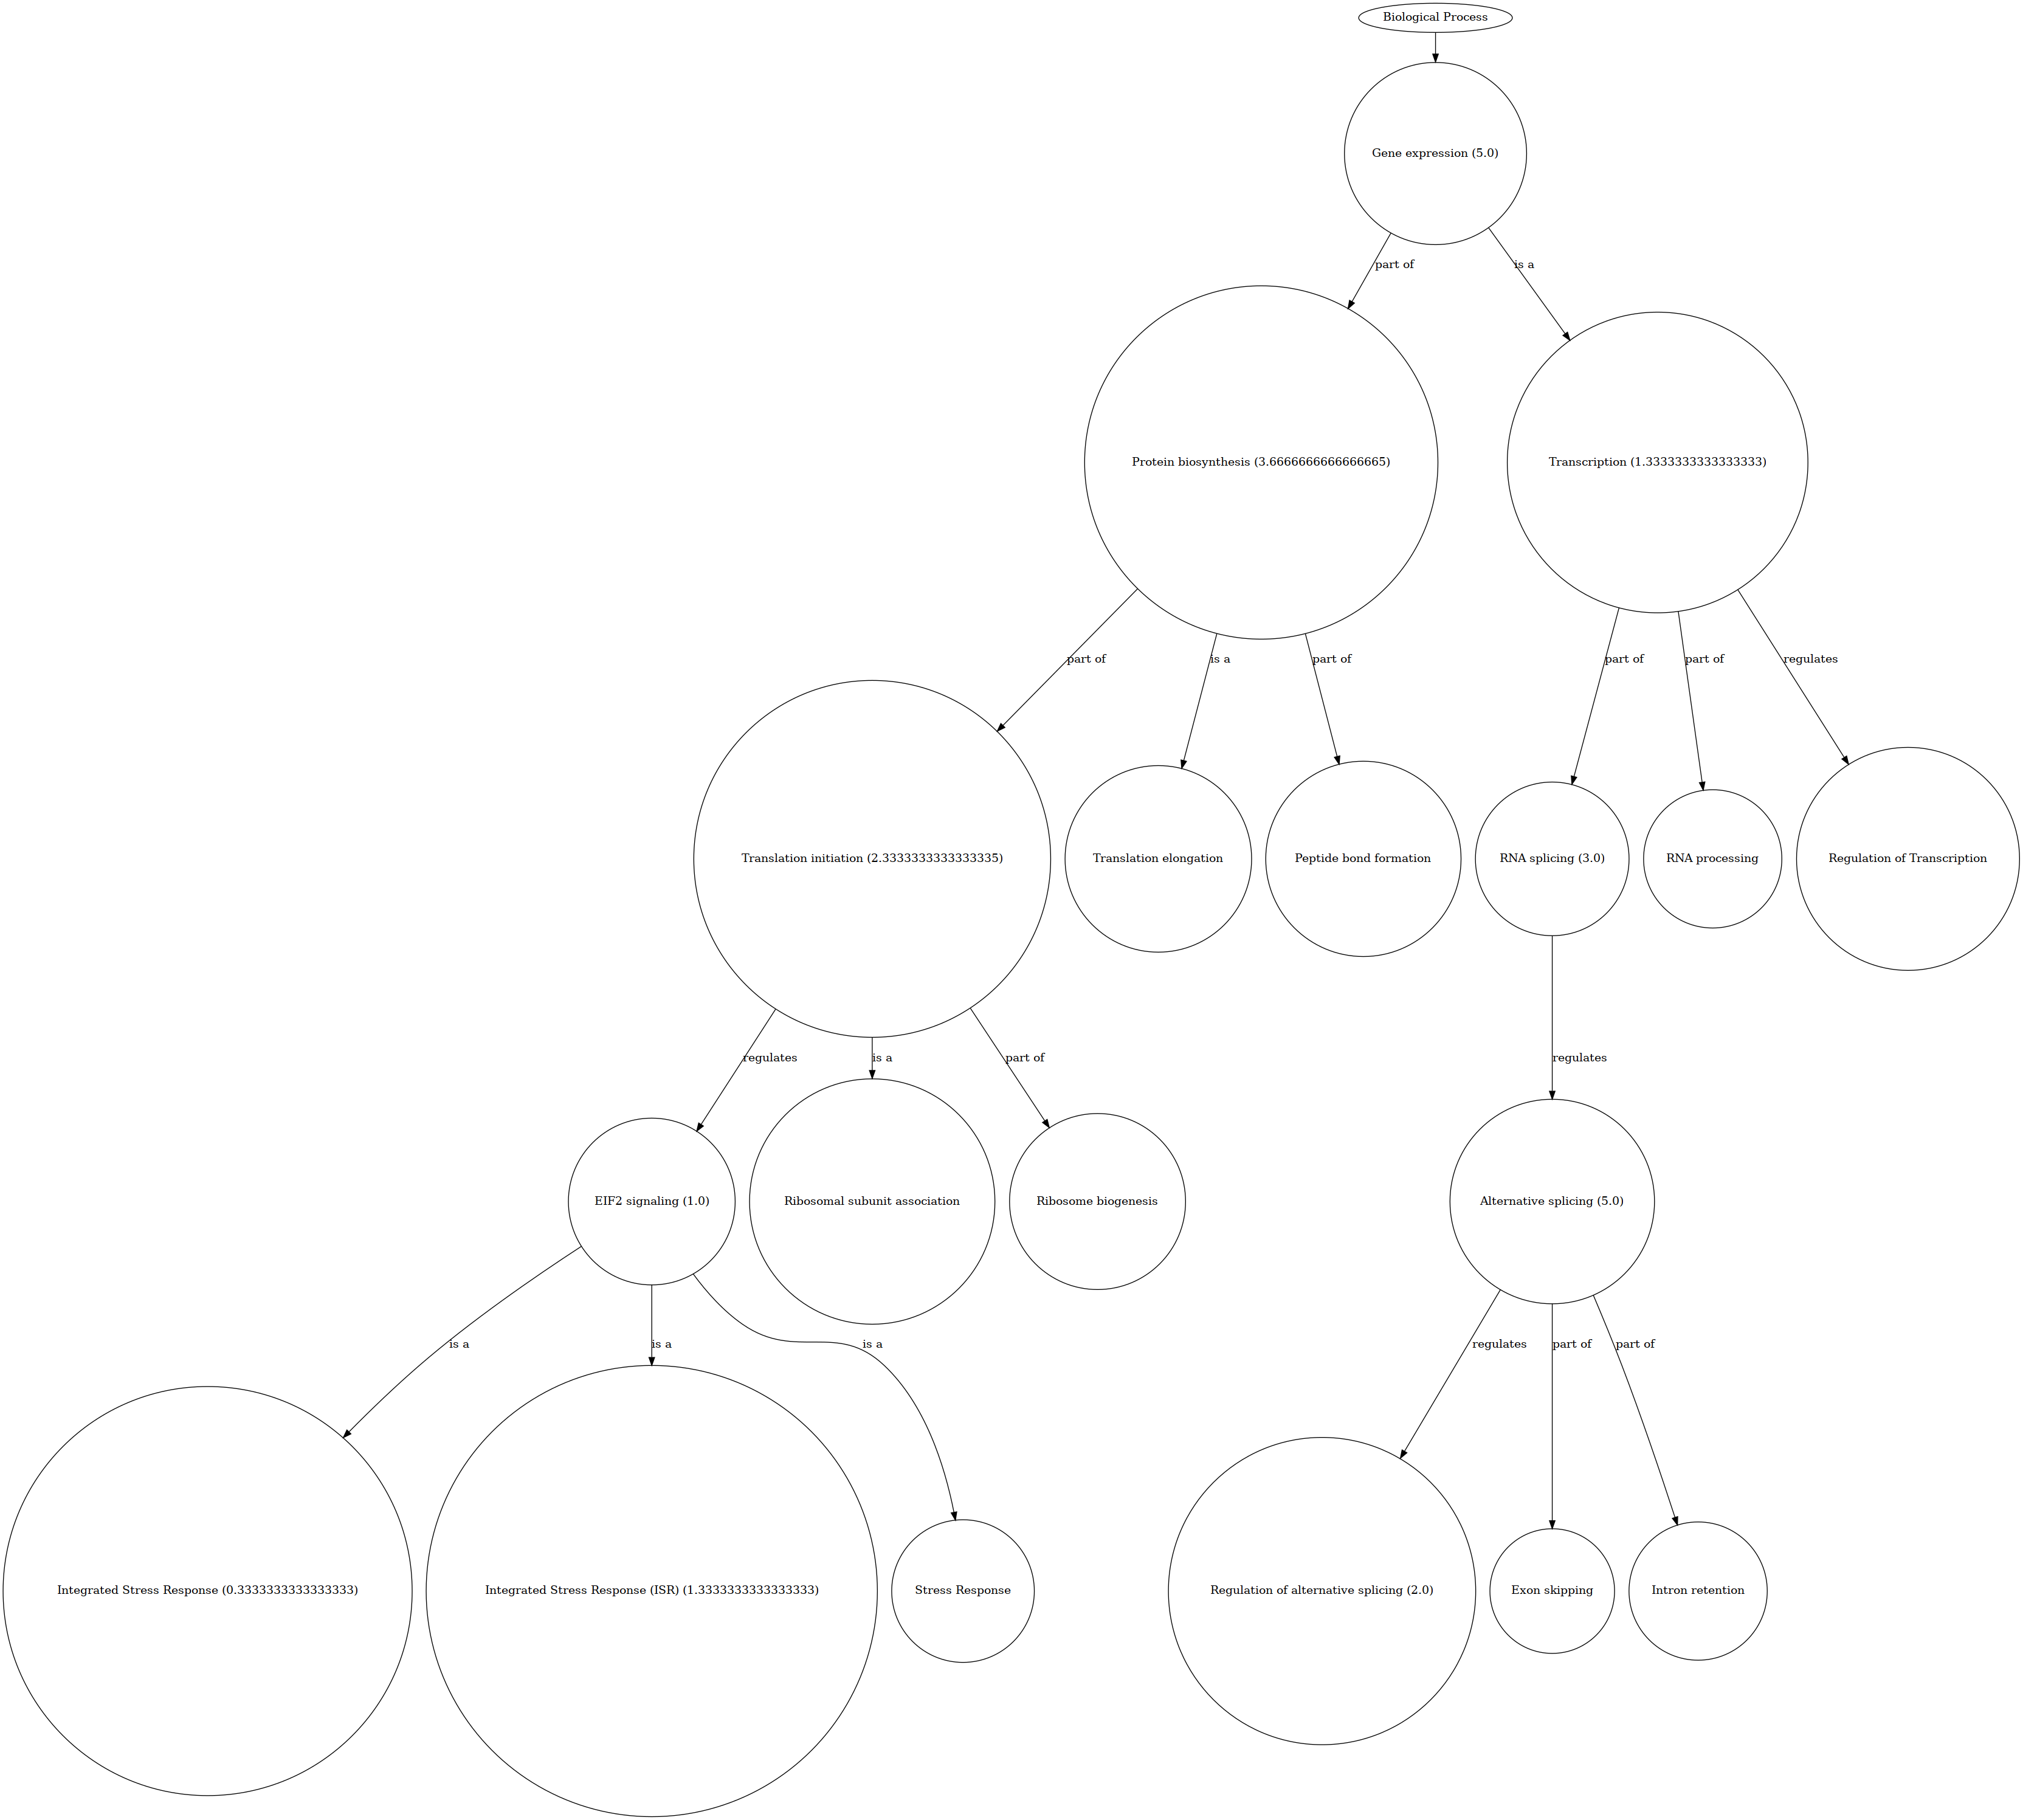 Biological Process
Gene expression (5.0)
part of
is a
Protein biosynthesis (3.6666666666666665)
Transcription (1.3333333333333333)
part of
is a
part of
part of
part of
regulates
Translation initiation (2.3333333333333335)
Translation elongation
Peptide bond formation
RNA splicing (3.0)
RNA processing
Regulation of Transcription
regulates
is a
part of
regulates
EIF2 signaling (1.0)
Ribosomal subunit association
Ribosome biogenesis
Alternative splicing (5.0)
is a
is a
is a
regulates
part of
part of
Integrated Stress Response (0.3333333333333333)
Integrated Stress Response (ISR) (1.3333333333333333)
Stress Response
Regulation of alternative splicing (2.0)
Exon skipping
Intron retention